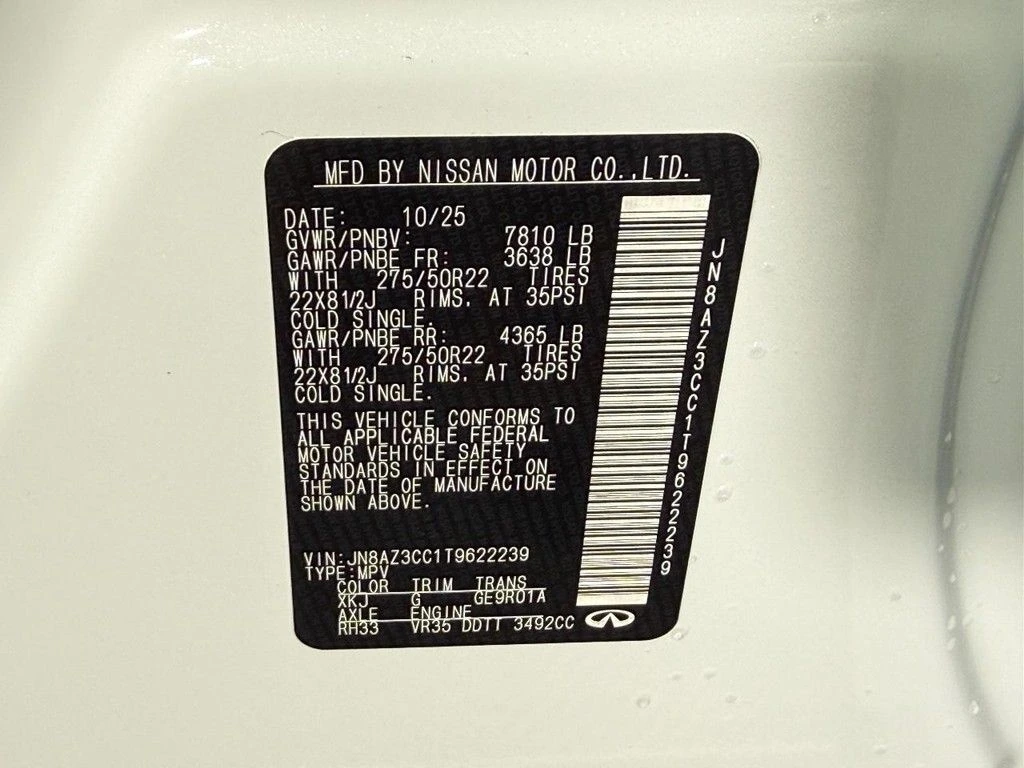 MFD BY NISSAN MOTOR CO.,LTD.
DATE: 10/25
GVWR/PNBV: 7810 LB
GAWR/PNBE FR: 3638 LB
WITH 275/50R22 TIRES
22X81/2J RIMS, AT 35PSI
COLD SINGLE.
GAWR/PNBE RR: 4365 LB
WITH 275/50R22 TIRES
22X81/2J RIMS, AT 35PSI
COLD SINGLE.
THIS VEHICLE CONFORMS TO
ALL APPLICABLE FEDERAL
MOTOR VEHICLE SAFETY
STANDARDS IN EFFECT ON
THE DATE OF MANUFACTURE
SHOWN ABOVE.
VIN:JN8AZ3CC1T9622239
TYPE:MPV
COLOR TRIM TRANS
XKJ G GE9R01A
AXLE ENGINE
RH33 VR35 DDTT 3492CC
JN8AZ3CC1T9622239